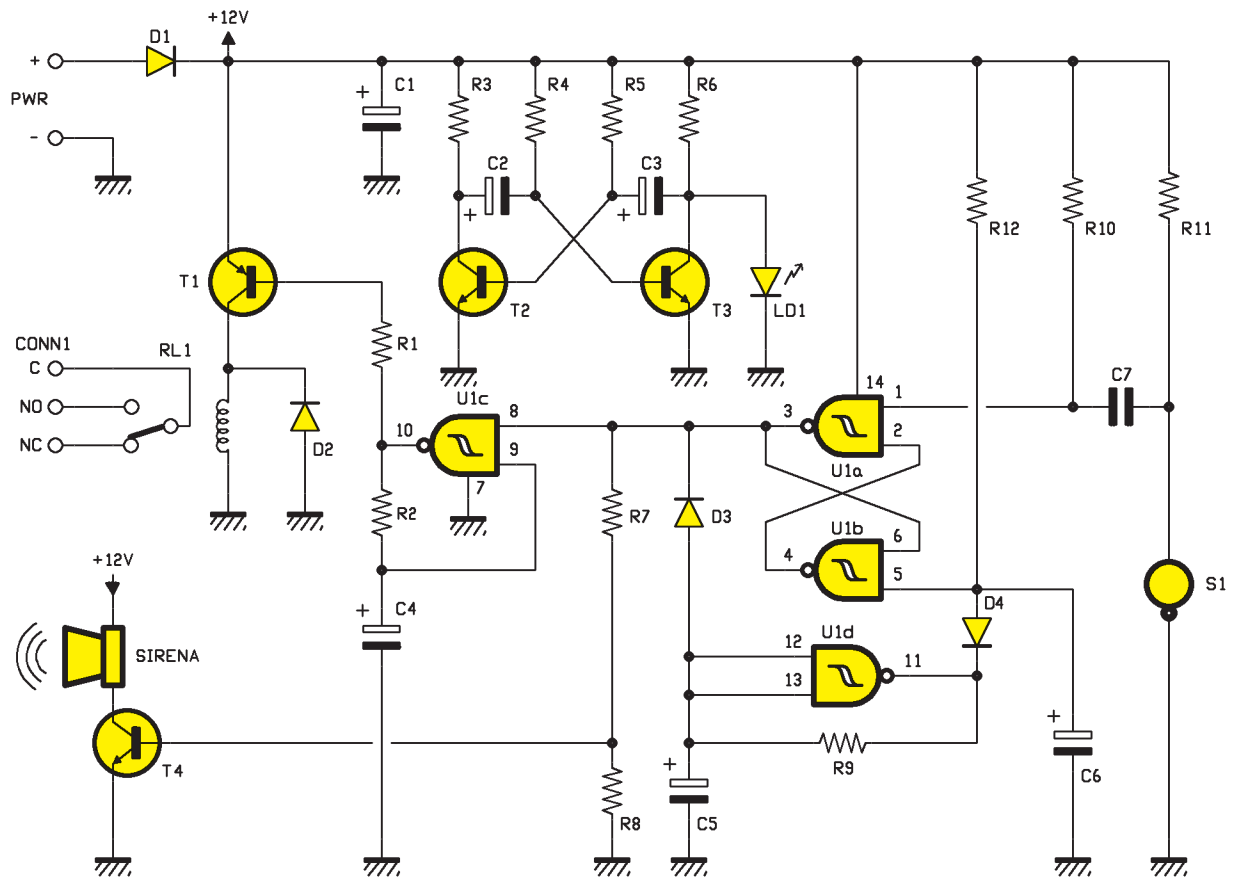 +12V
D1
+
PWR
-
C1
+
R3
R4
R5
R6
C2
+
C3
+
R12
R10
R11
T1
T2
T3
LD1
CONN1
C
NO
NC
RL1
D2
R1
U1c
10
8
9
7
R2
R7
D3
14
3
1
2
U1a
C7
U1b
4
6
5
D4
S1
+12V
SIRENA
T4
+
C4
U1d
12
13
11
R9
+
C5
R8
+
C6